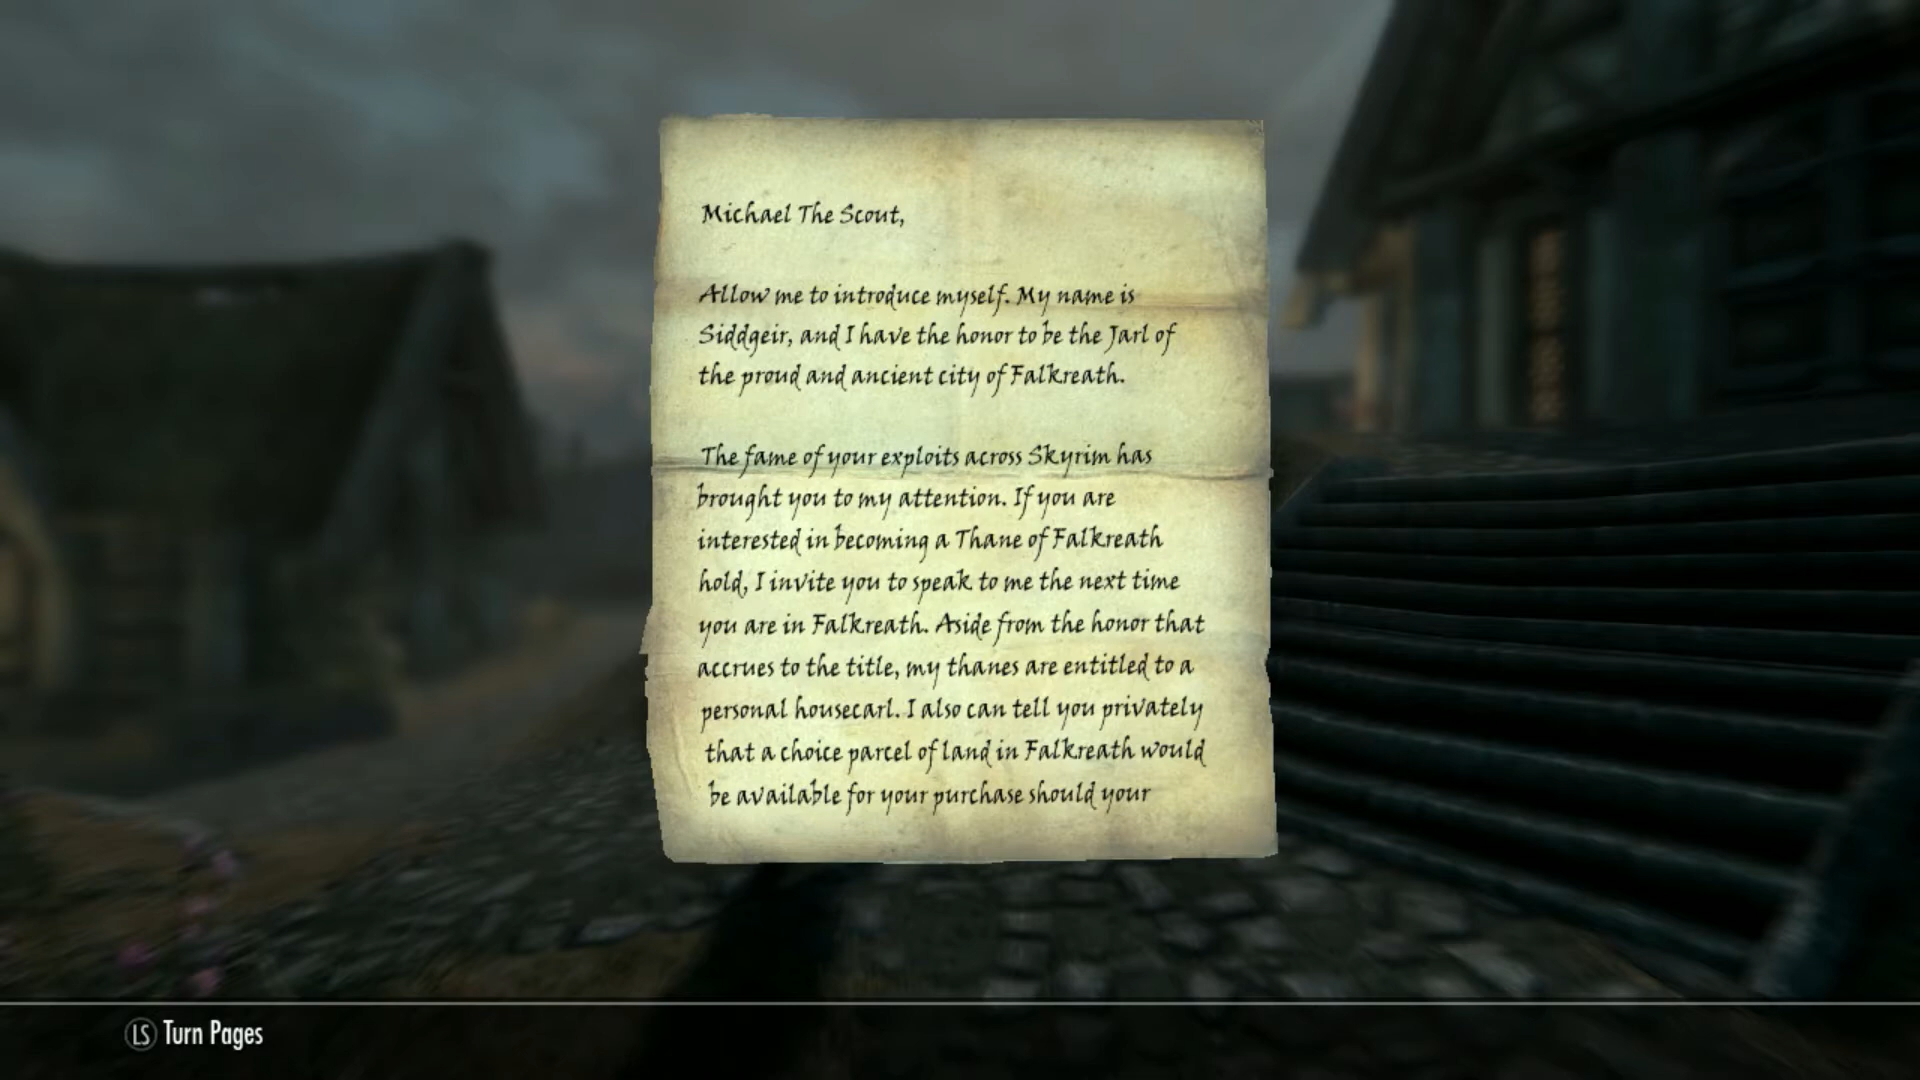 Michael The Scout,
Allow me to introduce myself. My name is
Siddgeir, and I have the honor to be the Jarl of
the proud and ancient city of Falkreath.
The fame of your exploits across Skyrim has
brought you to my attention. If you are
interested in becoming a Thane of Falkreath
hold, I invite you to speak to me the next time
you are in Falkreath. Aside from the honor that
accrues to the title, my thanes are entitled to a
personal housecarl. I also can tell you privately
that a choice parcel of land in Falkreath would
be available for your purchase should your
LS Turn Pages